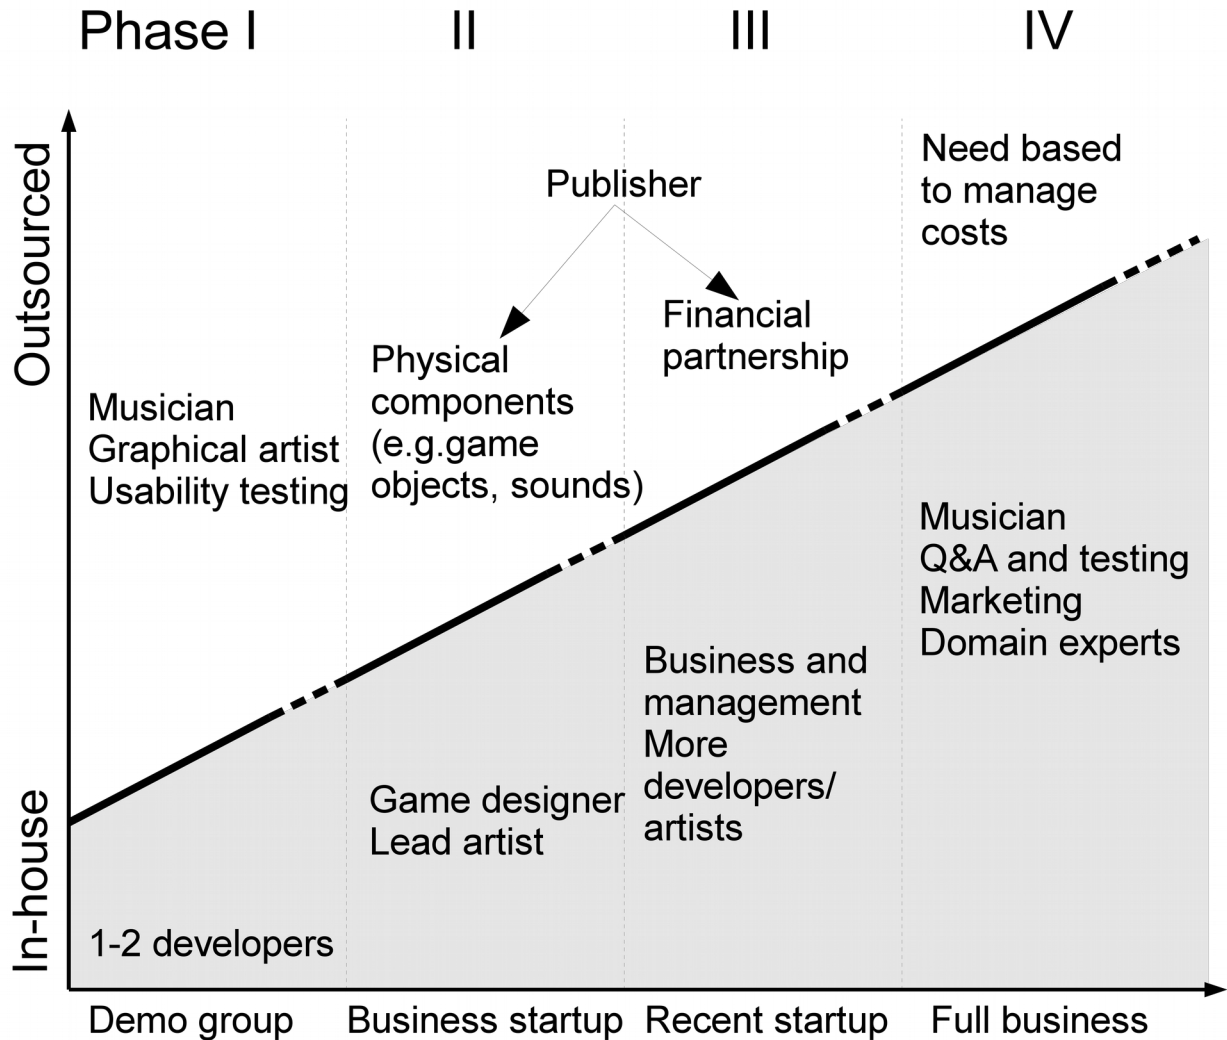 Phase I
II
III
IV
Outsourced
In-house
Musician
Graphical artist
Usability testing
1-2 developers
Publisher
Physical
components
(e.g.game
objects, sounds)
Game designer
Lead artist
Financial
partnership
Business and
management
More
developers/
artists
Need based
to manage
costs
Musician
Q&A and testing
Marketing
Domain experts
Demo group
Business startup
Recent startup
Full business